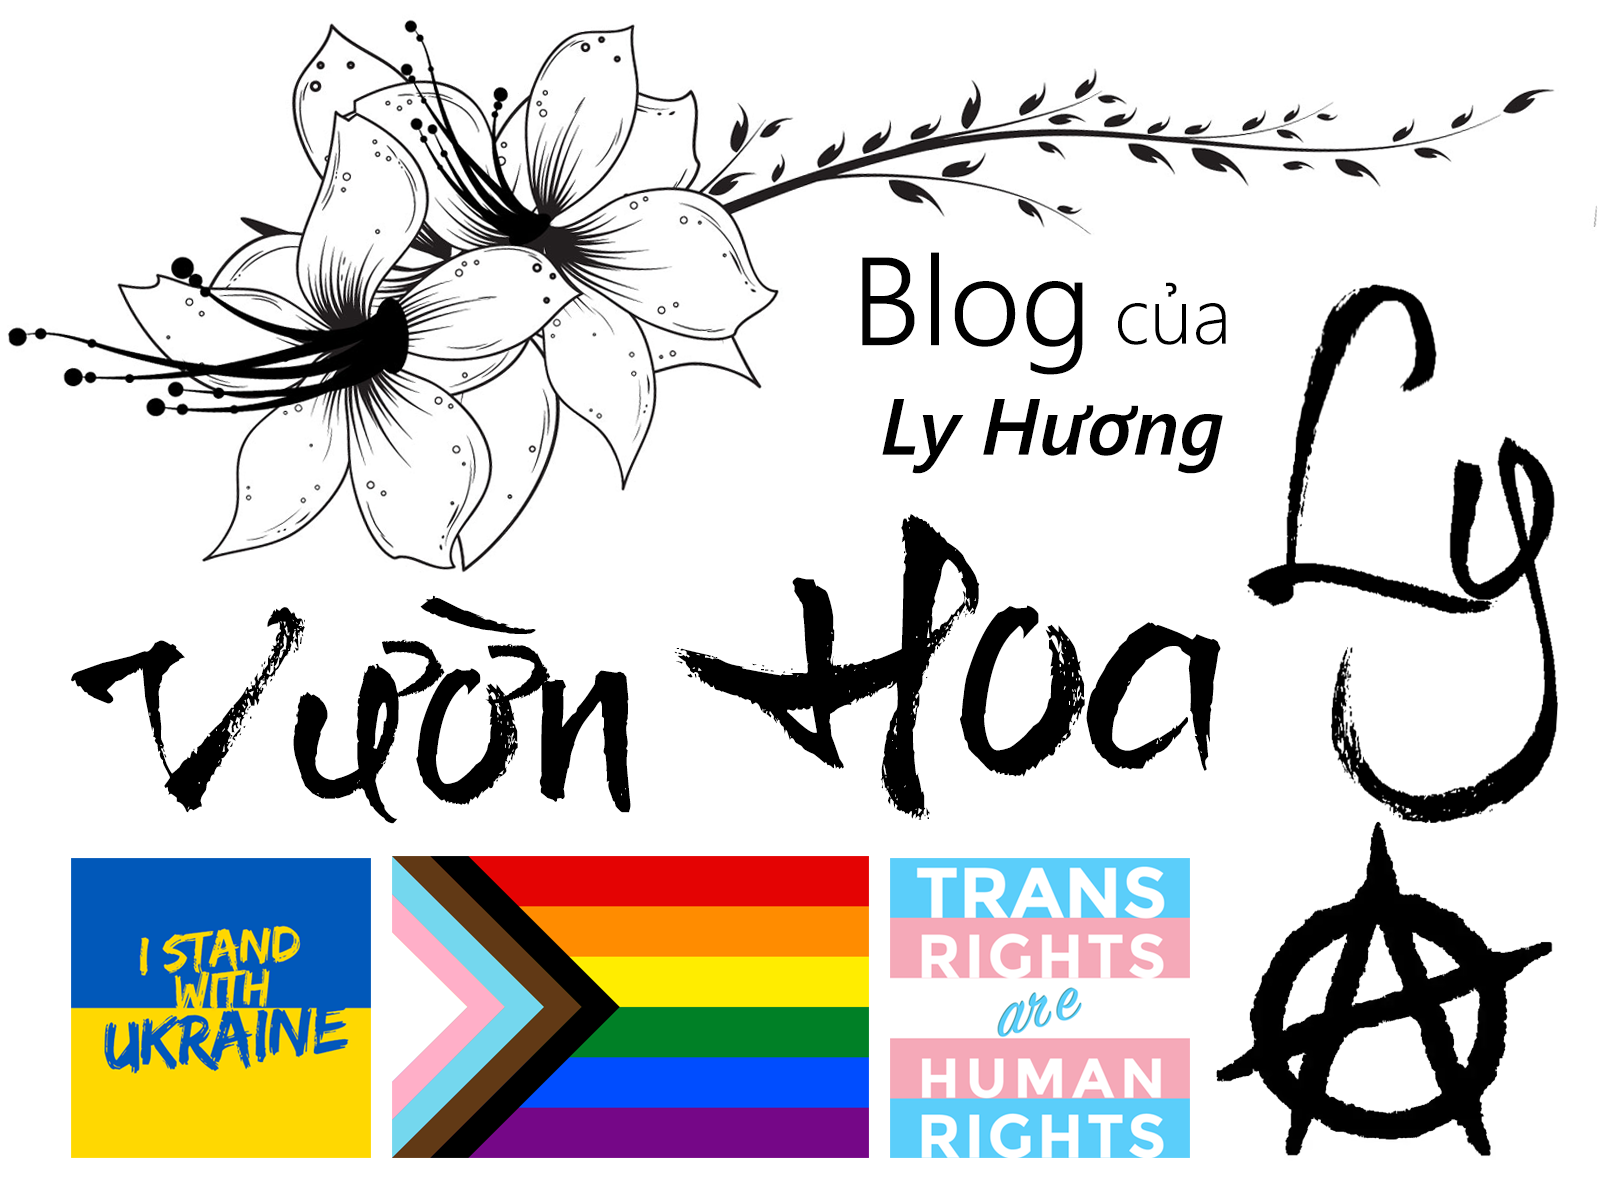 Blog của
Ly Hương
Vườn Hoa Ly
I STAND
WITH
UKRAINE
TRANS
RIGHTS
are
HUMAN
RIGHTS